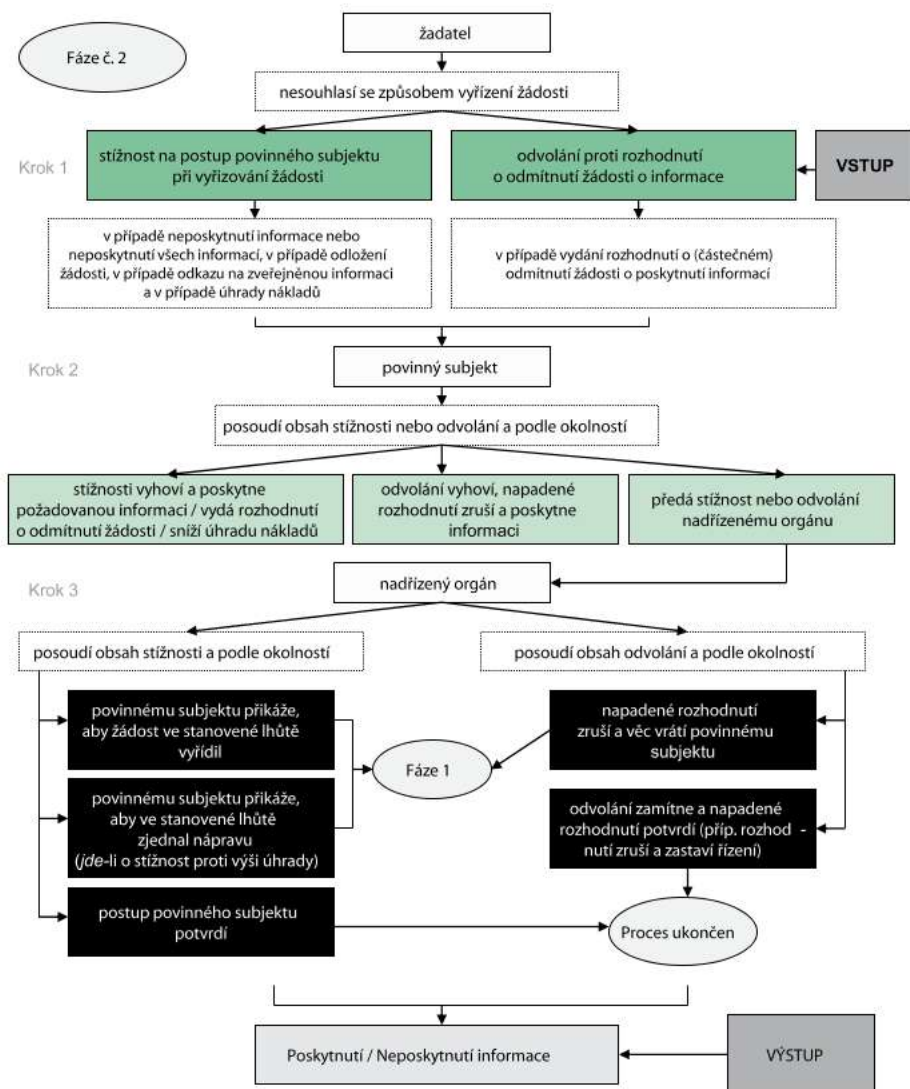 Fáze č. 2
žadatel
nesouhlasí se způsobem vyřízení žádosti
Krok 1
stížnost na postup povinného subjektu
při vyřizování žádosti
odvolání proti rozhodnutí
o odmítnutí žádosti o informace
VSTUP
v případě neposkytnutí informace nebo
neposkytnutí všech informací, v případě odložení
žádosti, v případě odkazu na zveřejněnou informaci
a v případě úhrady nákladů
v případě vydání rozhodnutí o (částečném)
odmítnutí žádosti o poskytnutí informací
Krok 2
povinný subjekt
posoudí obsah stížnosti nebo odvolání a podle okolností
stížnosti vyhoví a poskytne
požadovanou informaci / vydá rozhodnutí
o odmítnutí žádosti / sníží úhradu nákladů
odvolání vyhoví, napadené
rozhodnutí zruší a poskytne
informaci
předá stížnost nebo odvolání
nadřízenému orgánu
Krok 3
nadřízený orgán
posoudí obsah stížnosti a podle okolností
posoudí obsah odvolání a podle okolností
povinnému subjektu přikáže,
aby žádost ve stanovené lhůtě
vyřídil
napadené rozhodnutí
zruší a věc vrátí povinnému
subjektu
Fáze 1
povinnému subjektu přikáže,
aby ve stanovené lhůtě
zjednal nápravu
(jde-li o stížnost proti výši úhrady)
odvolání zamítne a napadené
rozhodnutí potvrdí (příp. rozhod -
nutí zruší a zastaví řízení)
postup povinného subjektu
potvrdí
Proces ukončen
Poskytnutí / Neposkytnutí informace
VÝSTUP